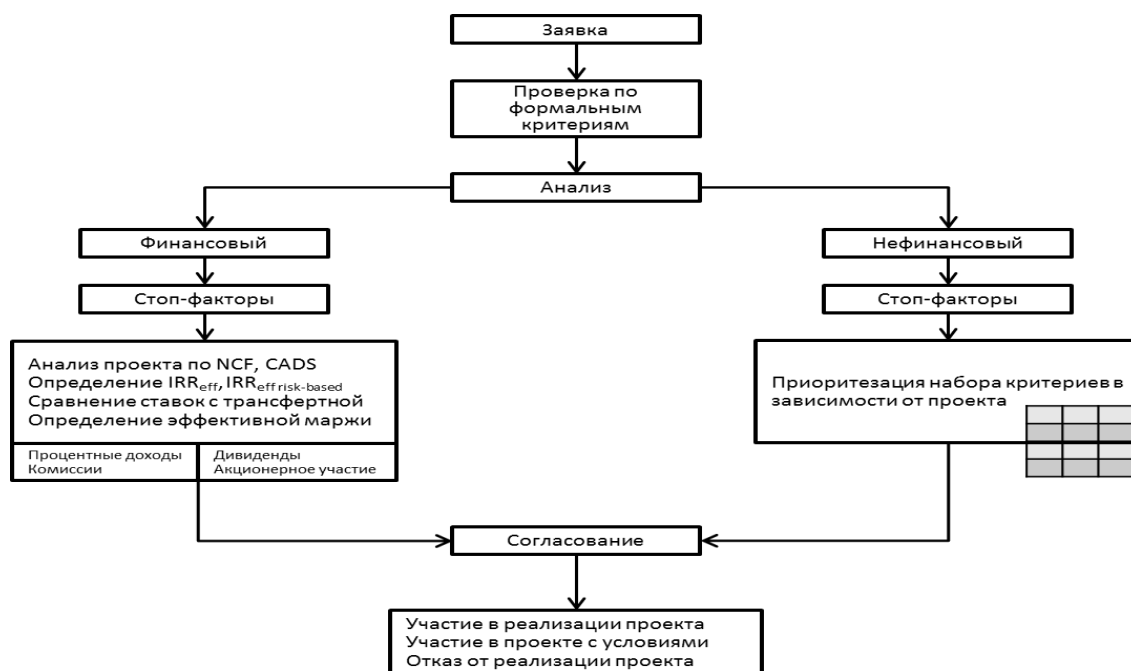 Заявка
Проверка по
формальным
критериям
Анализ
Финансовый
Нефинансовый
Стоп-факторы
Стоп-факторы
Анализ проекта по NCF, CADS
Определение IRReff, IRReff risk-based
Сравнение ставок с трансфертной
Определение эффективной маржи
Процентные доходы
Комиссии
Дивиденды
Акционерное участие
Приоритезация набора критериев в
зависимости от проекта
Согласование
Участие в реализации проекта
Участие в проекте с условиями
Отказ от реализации проекта